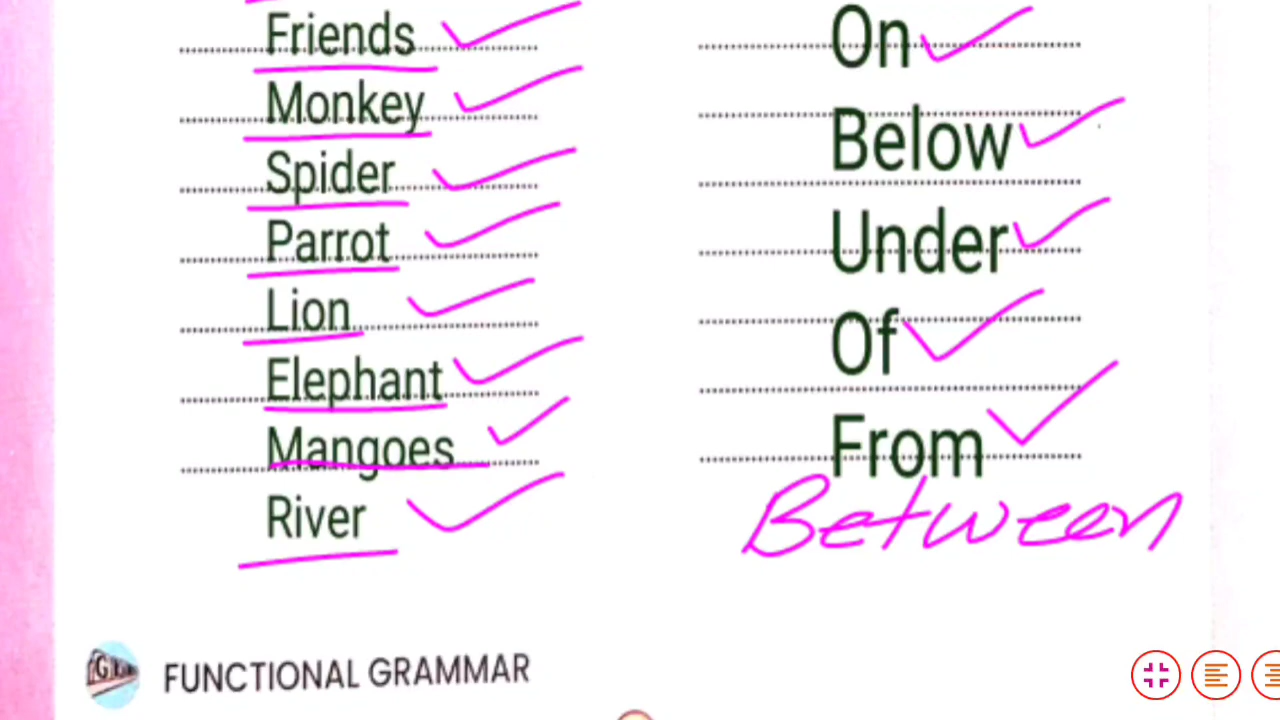 Friends
Monkey
Spider
Parrot
Lion
Elephant
Mangoes
River
On
Below
Under
Of
From
Between
FUNCTIONAL GRAMMAR